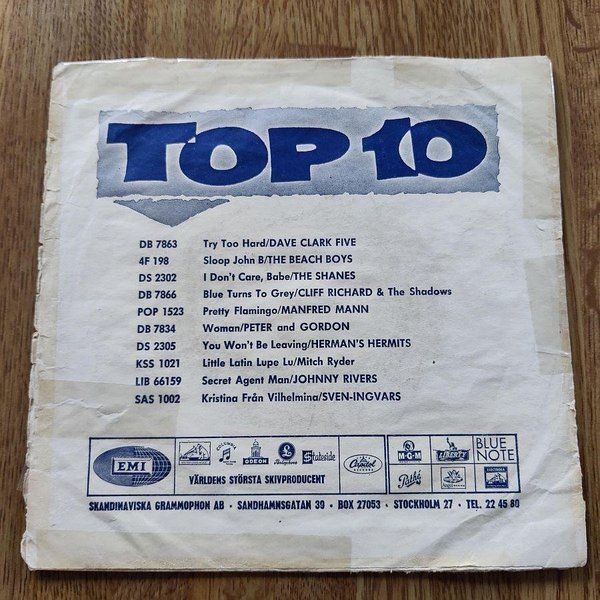 TOP 10
DB 7863 Try Too Hard/DAVE CLARK FIVE
4F 198 Sloop John B/THE BEACH BOYS
DS 2302 I Don't Care, Babe/THE SHANES
DB 7866 Blue Turns To Grey/CLIFF RICHARD & The Shadows
POP 1523 Pretty Flamingo/MANFRED MANN
DB 7834 Woman/PETER and GORDON
DS 2305 You Won't Be Leaving/HERMAN'S HERMITS
KSS 1021 Little Latin Lupe Lu/Mitch Ryder
LIB 66159 Secret Agent Man/JOHNNY RIVERS
SAS 1002 Kristina Från Vilhelmina/SVEN-INGVARS
EMI
COLUMBIA ODEON Parlophone Stateside Capitol M-G-M LIBERTY BLUE NOTE
Pathé
VÄRLDENS STÖRSTA SKIVPRODUCENT
SKANDINAVISKA GRAMMOPHON AB · SANDHAMNSGATAN 39 · BOX 27053 · STOCKHOLM 27 · TEL. 22 45 80